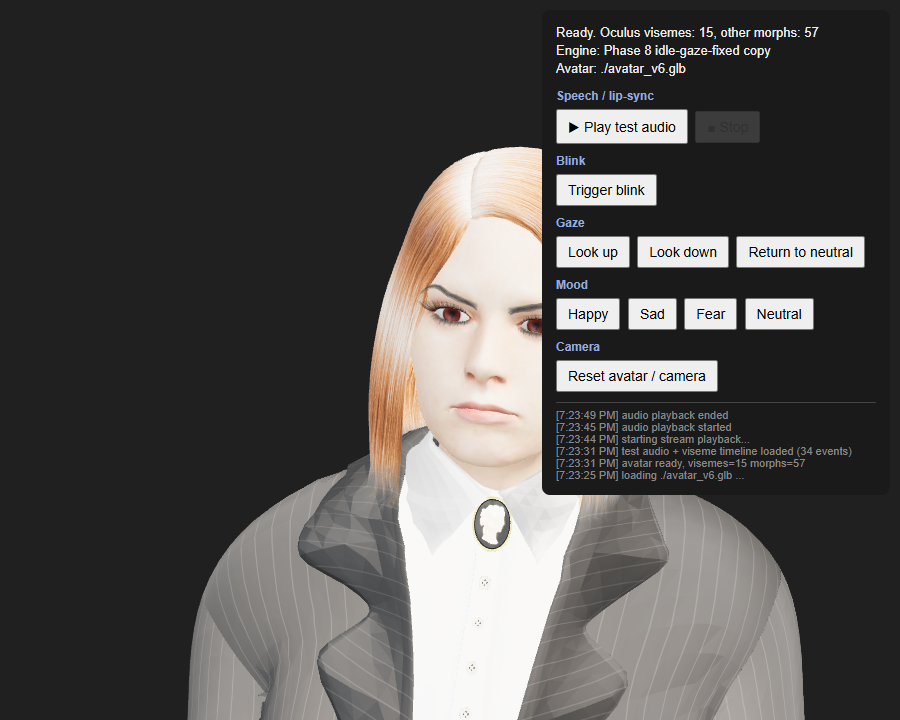 Ready. Oculus visemes: 15, other morphs: 57
Engine: Phase 8 idle-gaze-fixed copy
Avatar: ./avatar_v6.glb
Speech / lip-sync
▶ Play test audio ■ Stop
Blink
Trigger blink
Gaze
Look up Look down Return to neutral
Mood
Happy Sad Fear Neutral
Camera
Reset avatar / camera
[7:23:49 PM] audio playback ended
[7:23:45 PM] audio playback started
[7:23:44 PM] starting stream playback...
[7:23:31 PM] test audio + viseme timeline loaded (34 events)
[7:23:31 PM] avatar ready, visemes=15 morphs=57
[7:23:25 PM] loading ./avatar_v6.glb ...